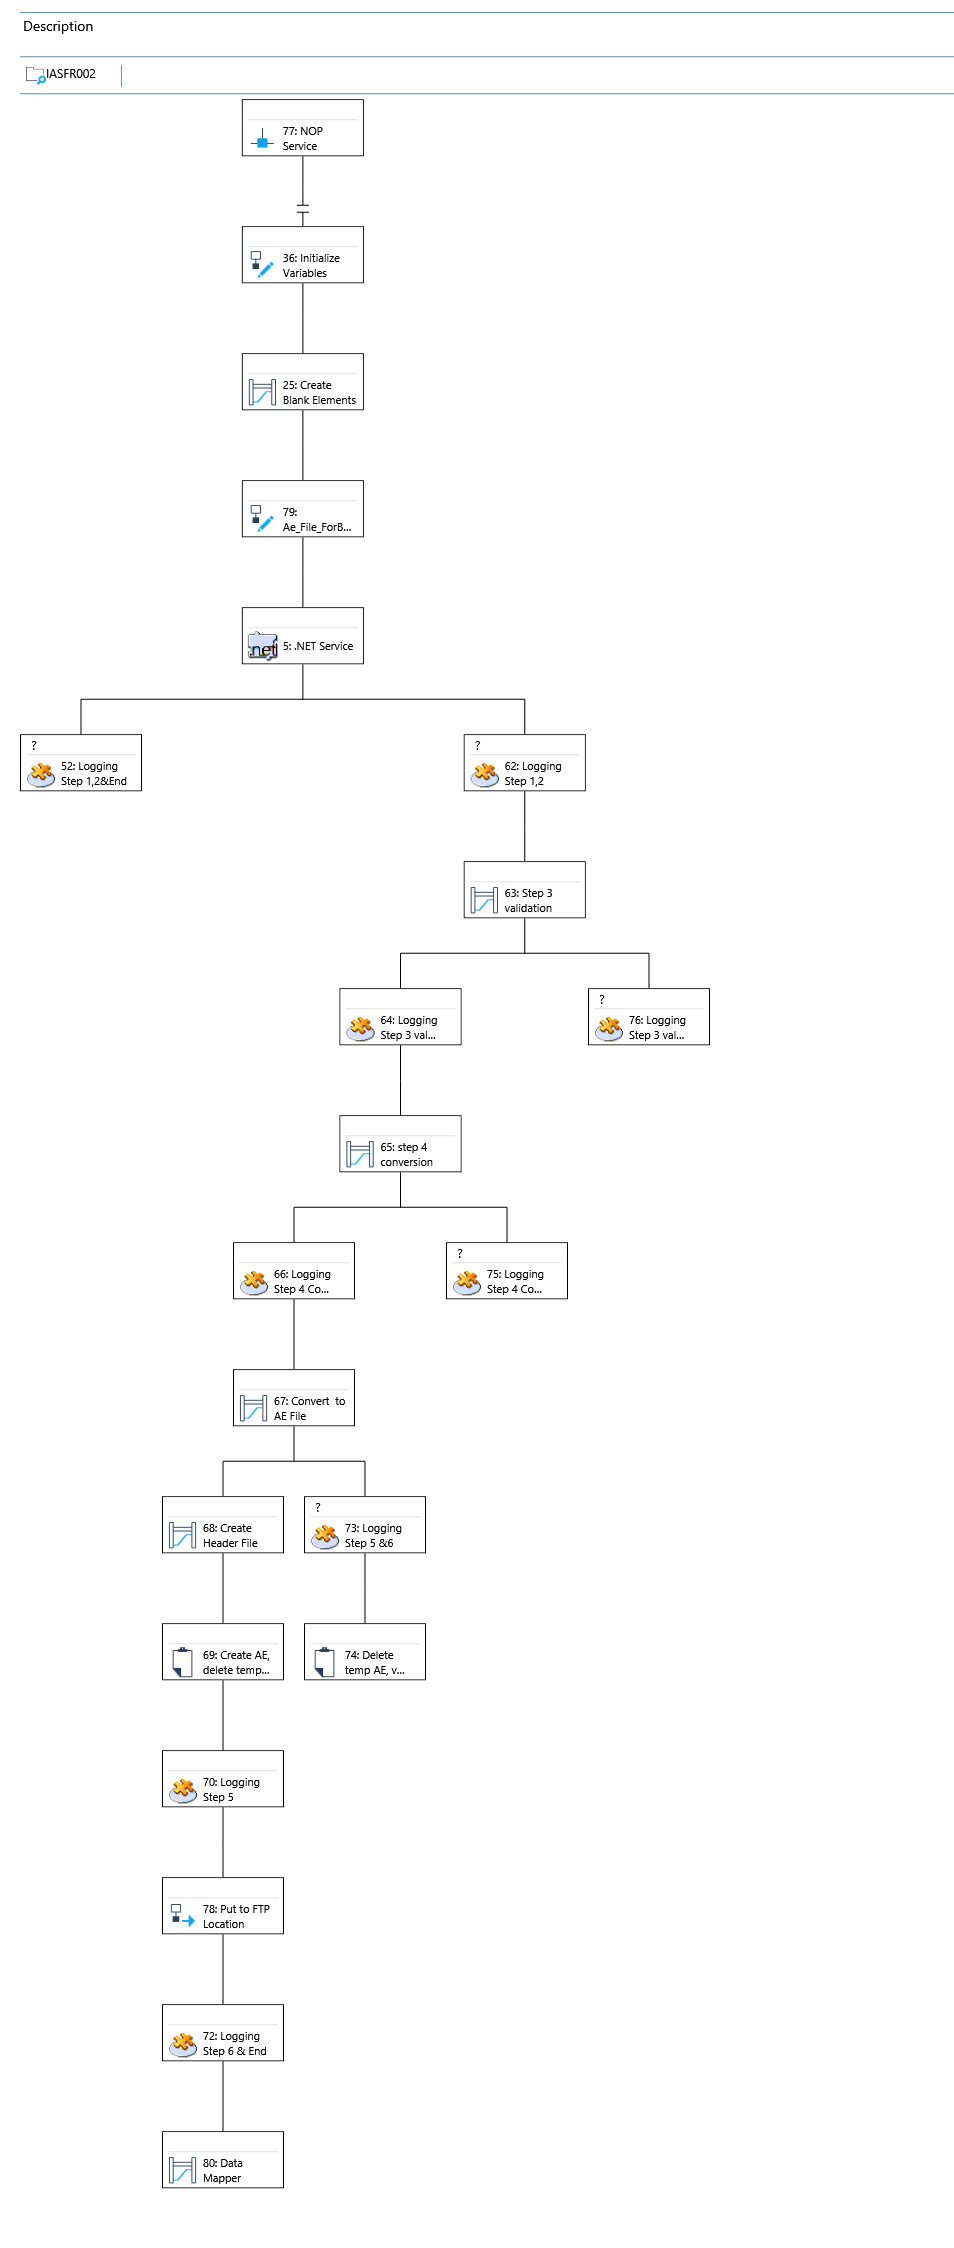 Description
IASFR002
77: NOP
Service
36: Initialize
Variables
25: Create
Blank Elements
79:
Ae_File_ForB...
.net
5: .NET Service
?
52: Logging
Step 1,2&End
?
62: Logging
Step 1,2
63: Step 3
validation
64: Logging
Step 3 val...
?
76: Logging
Step 3 val...
65: step 4
conversion
66: Logging
Step 4 Co...
?
75: Logging
Step 4 Co...
67: Convert  to
AE File
68: Create
Header File
?
73: Logging
Step 5 &6
69: Create AE,
delete temp...
74: Delete
temp AE, v...
70: Logging
Step 5
78: Put to FTP
Location
72: Logging
Step 6 & End
80: Data
Mapper